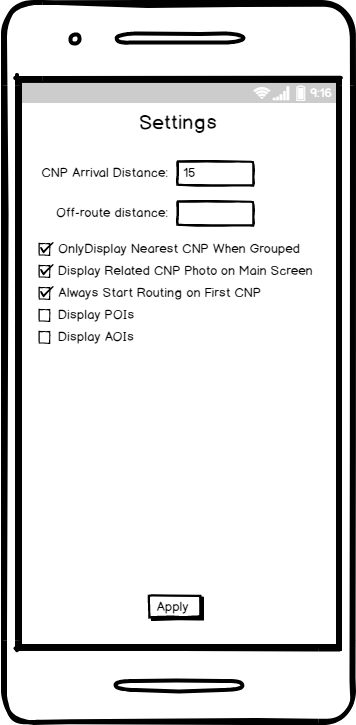 9:16
Settings
CNP Arrival Distance: 15
Off-route distance:
OnlyDisplay Nearest CNP When Grouped
Display Related CNP Photo on Main Screen
Always Start Routing on First CNP
Display POIs
Display AOIs
Apply